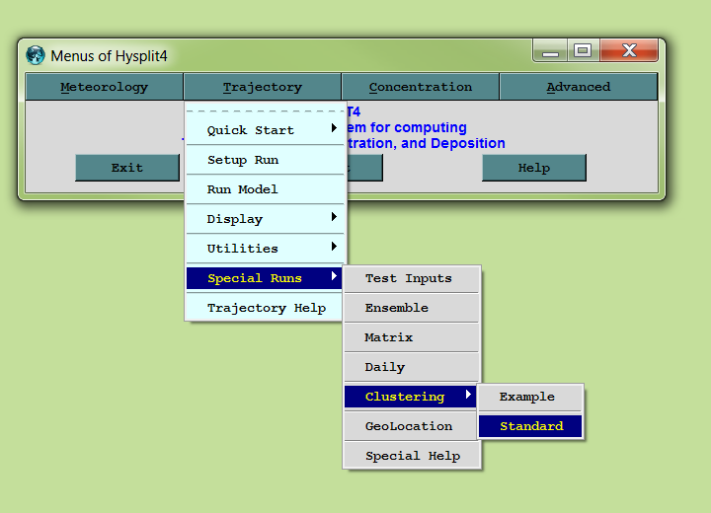 Menus of Hysplit4
Meteorology Trajectory Concentration Advanced
T4
em for computing
tration, and Deposition
Exit Help
Quick Start
Setup Run
Run Model
Display
Utilities
Special Runs
Trajectory Help
Test Inputs
Ensemble
Matrix
Daily
Clustering
GeoLocation
Special Help
Example
Standard